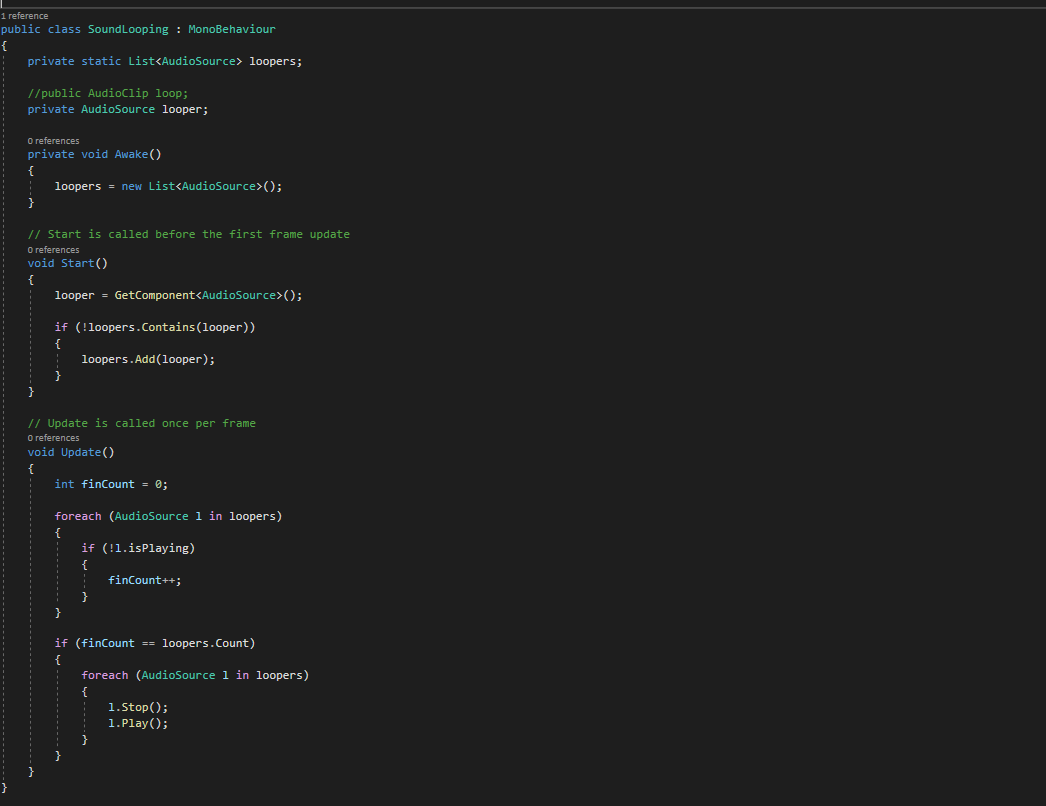 1 reference
public class SoundLooping : MonoBehaviour
{
private static List<AudioSource> loopers;
//public AudioClip loop;
private AudioSource looper;
0 references
private void Awake()
{
loopers = new List<AudioSource>();
}
// Start is called before the first frame update
0 references
void Start()
{
looper = GetComponent<AudioSource>();
if (!loopers.Contains(looper))
{
loopers.Add(looper);
}
}
// Update is called once per frame
0 references
void Update()
{
int finCount = 0;
foreach (AudioSource l in loopers)
{
if (!l.isPlaying)
{
finCount++;
}
}
if (finCount == loopers.Count)
{
foreach (AudioSource l in loopers)
{
l.Stop();
l.Play();
}
}
}
}